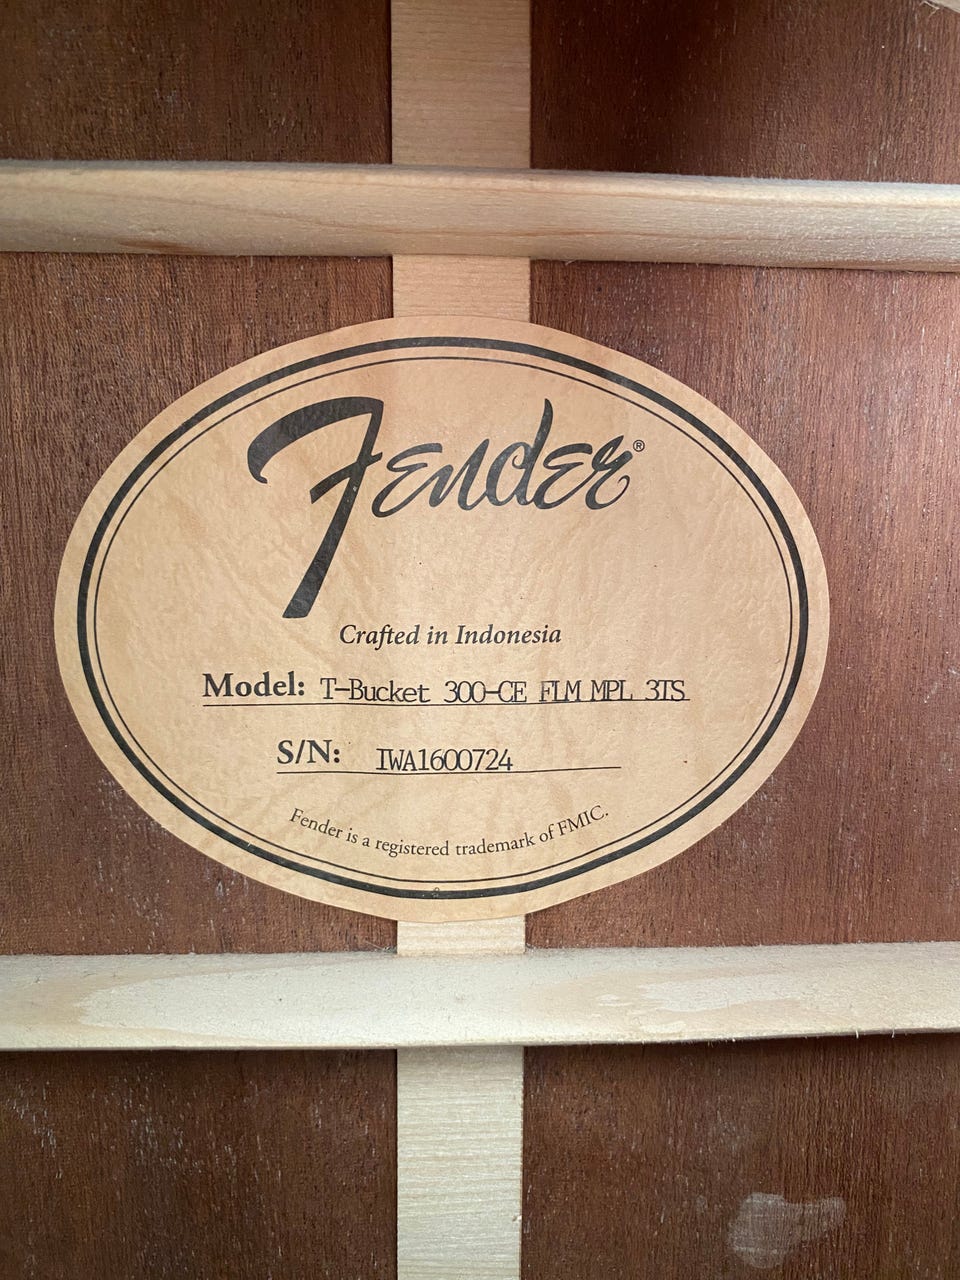 Fender®
Crafted in Indonesia
Model: T-Bucket 300-CE FLM MPL 3TS
S/N: IWA1600724
Fender is a registered trademark of FMIC.